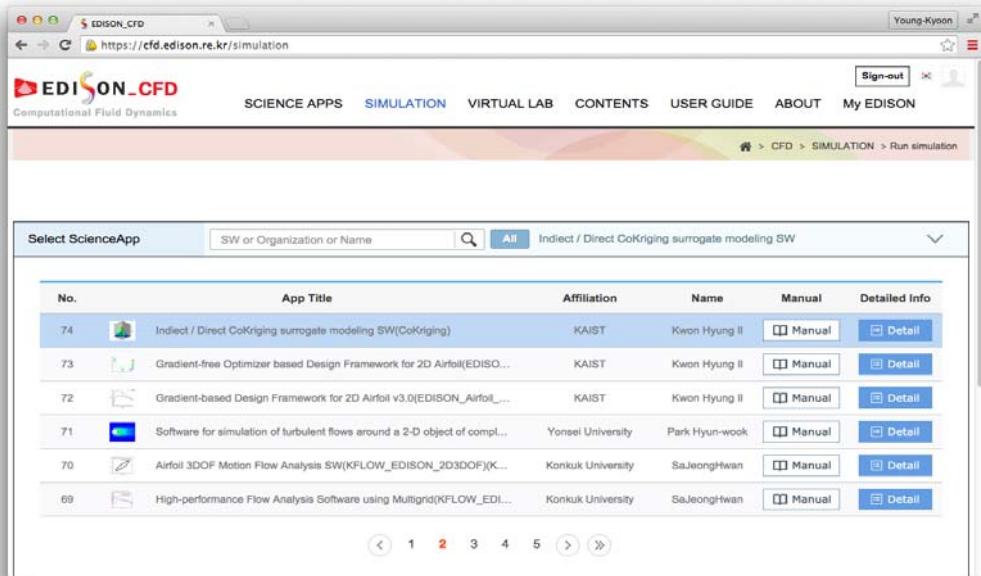 EDISON_CFD
Young-Kyoon
https://cfd.edison.re.kr/simulation
Sign-out
EDISON_CFD
Computational Fluid Dynamics
SCIENCE APPS SIMULATION VIRTUAL LAB CONTENTS USER GUIDE ABOUT My EDISON
> CFD > SIMULATION > Run simulation
Select ScienceApp SW or Organization or Name All Indiect / Direct CoKriging surrogate modeling SW
No. App Title Affiliation Name Manual Detailed Info
74 Indiect / Direct CoKriging surrogate modeling SW(CoKriging) KAIST Kwon Hyung Il Manual Detail
73 Gradient-free Optimizer based Design Framework for 2D Airfoil(EDISO... KAIST Kwon Hyung Il Manual Detail
72 Gradient-based Design Framework for 2D Airfoil v3.0(EDISON_Airfoil_... KAIST Kwon Hyung Il Manual Detail
71 Software for simulation of turbulent flows around a 2-D object of compl... Yonsei University Park Hyun-wook Manual Detail
70 Airfoil 3DOF Motion Flow Analysis SW(KFLOW_EDISON_2D3DOF)(K... Konkuk University SaJeongHwan Manual Detail
69 High-performance Flow Analysis Software using Multigrid(KFLOW_EDI... Konkuk University SaJeongHwan Manual Detail
1 2 3 4 5